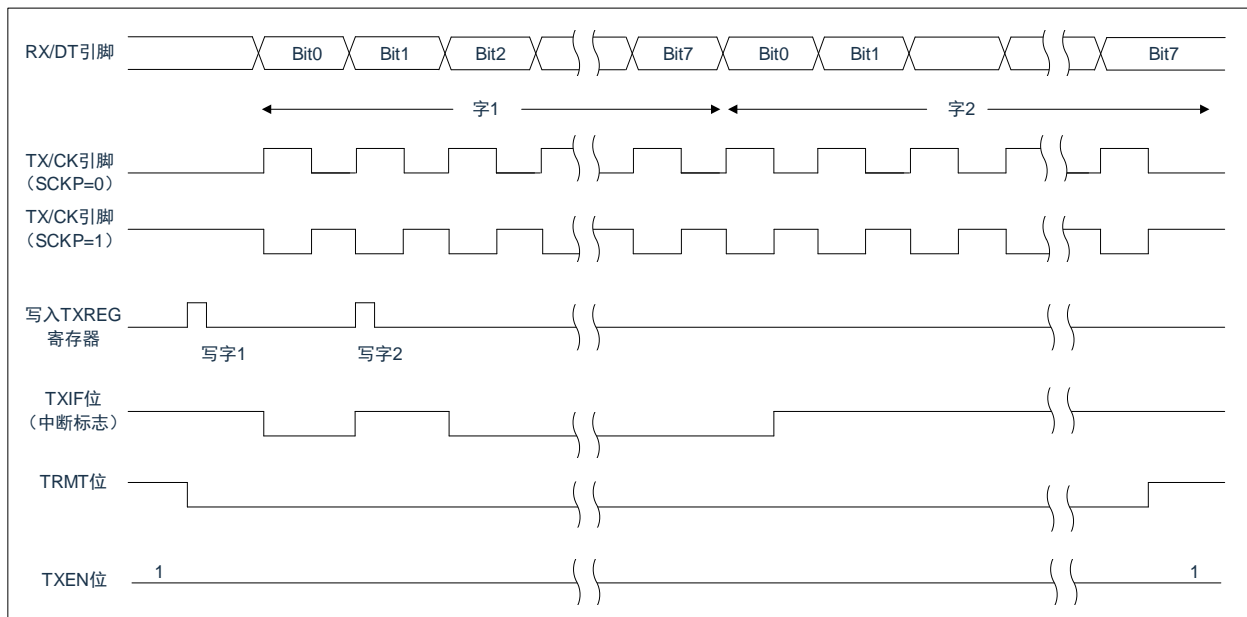 RX/DT引脚
Bit0 Bit1 Bit2 Bit7 Bit0 Bit1 Bit7
字1 字2
TX/CK引脚
（SCKP=0）
TX/CK引脚
（SCKP=1）
写入TXREG
寄存器
写字1 写字2
TXIF位
（中断标志）
TRMT位
TXEN位 1 1